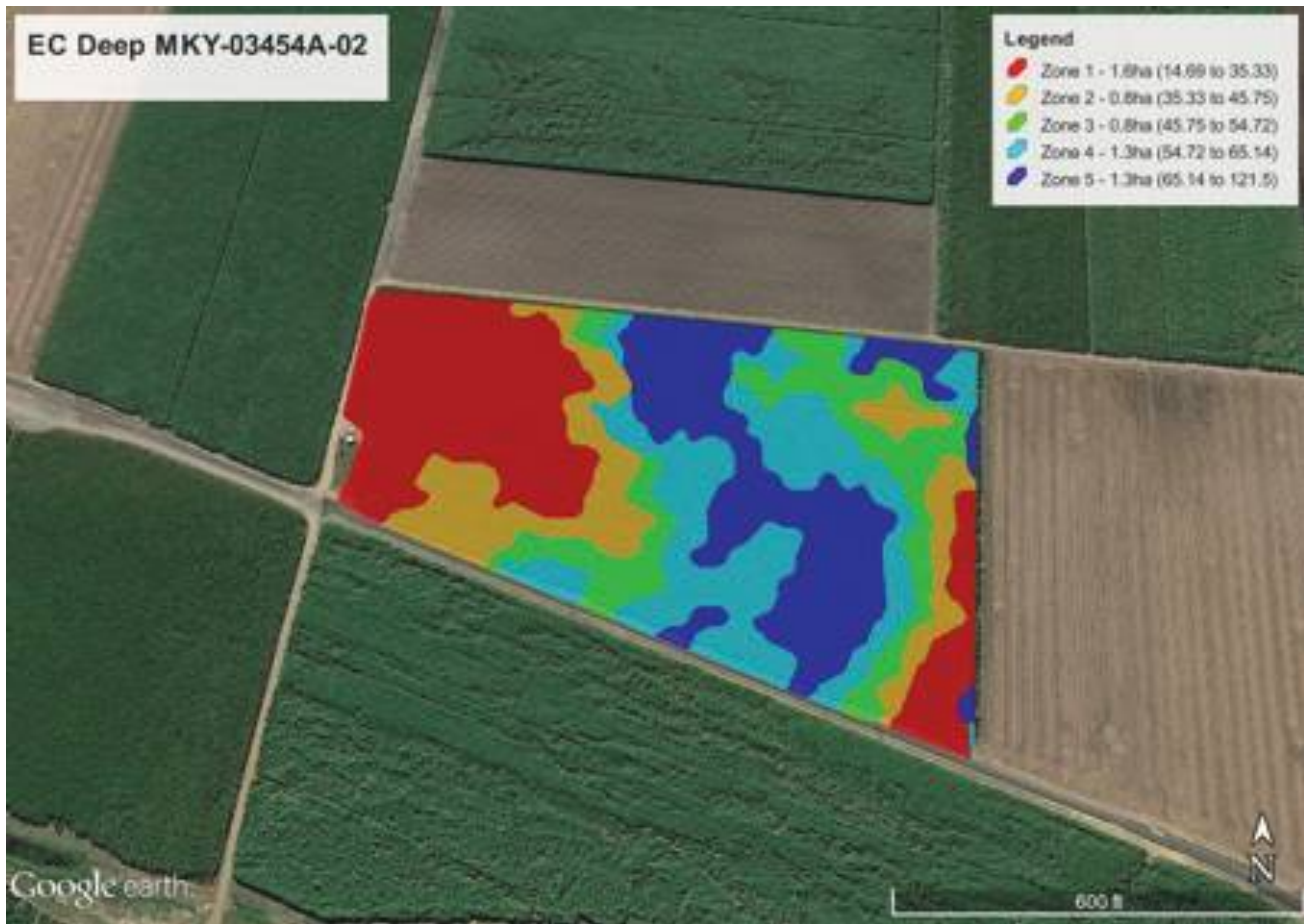 EC Deep MKY-03454A-02
Legend
Zone 1 - 1.6ha (14.69 to 35.33)
Zone 2 - 0.8ha (35.33 to 45.75)
Zone 3 - 0.8ha (45.75 to 54.72)
Zone 4 - 1.3ha (54.72 to 65.14)
Zone 5 - 1.3ha (65.14 to 121.5)
N
Google earth
600 ft